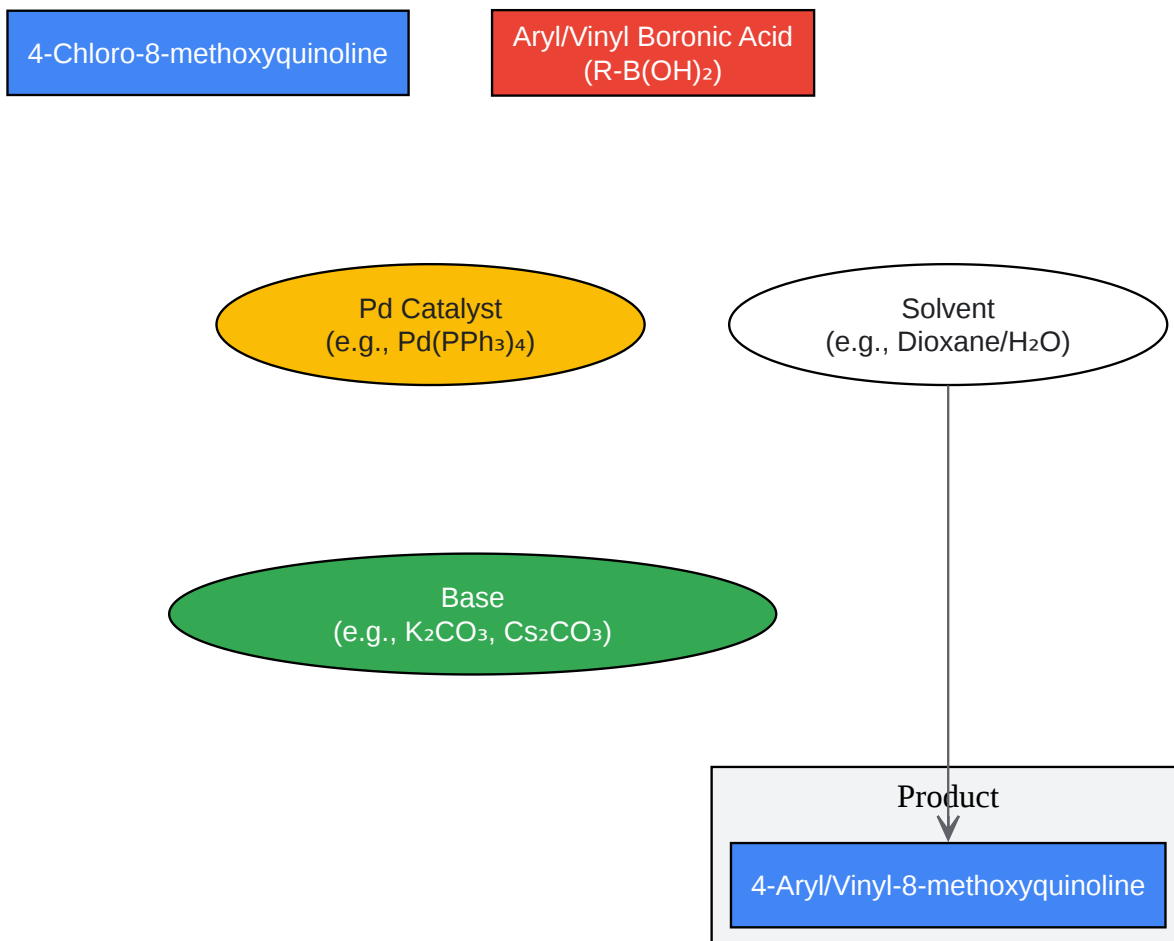 4-Chloro-8-methoxyquinoline
Aryl/Vinyl Boronic Acid
(R-B(OH)₂)
Pd Catalyst
(e.g., Pd(PPh₃)₄)
Solvent
(e.g., Dioxane/H₂O)
Base
(e.g., K₂CO₃, Cs₂CO₃)
Product
4-Aryl/Vinyl-8-methoxyquinoline